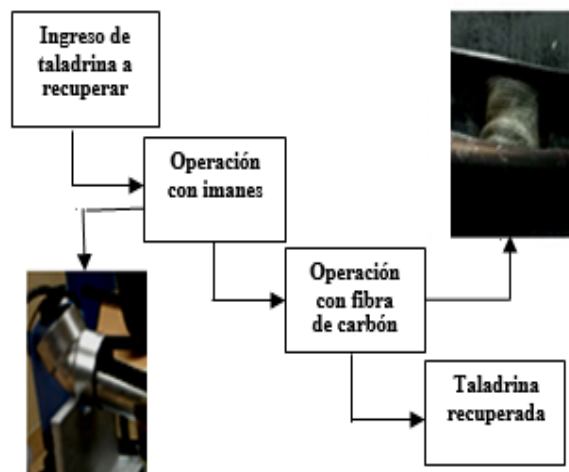 Ingreso de
taladrina a
recuperar
Operación
con imanes
Operación
con fibra
de carbón
Taladrina
recuperada